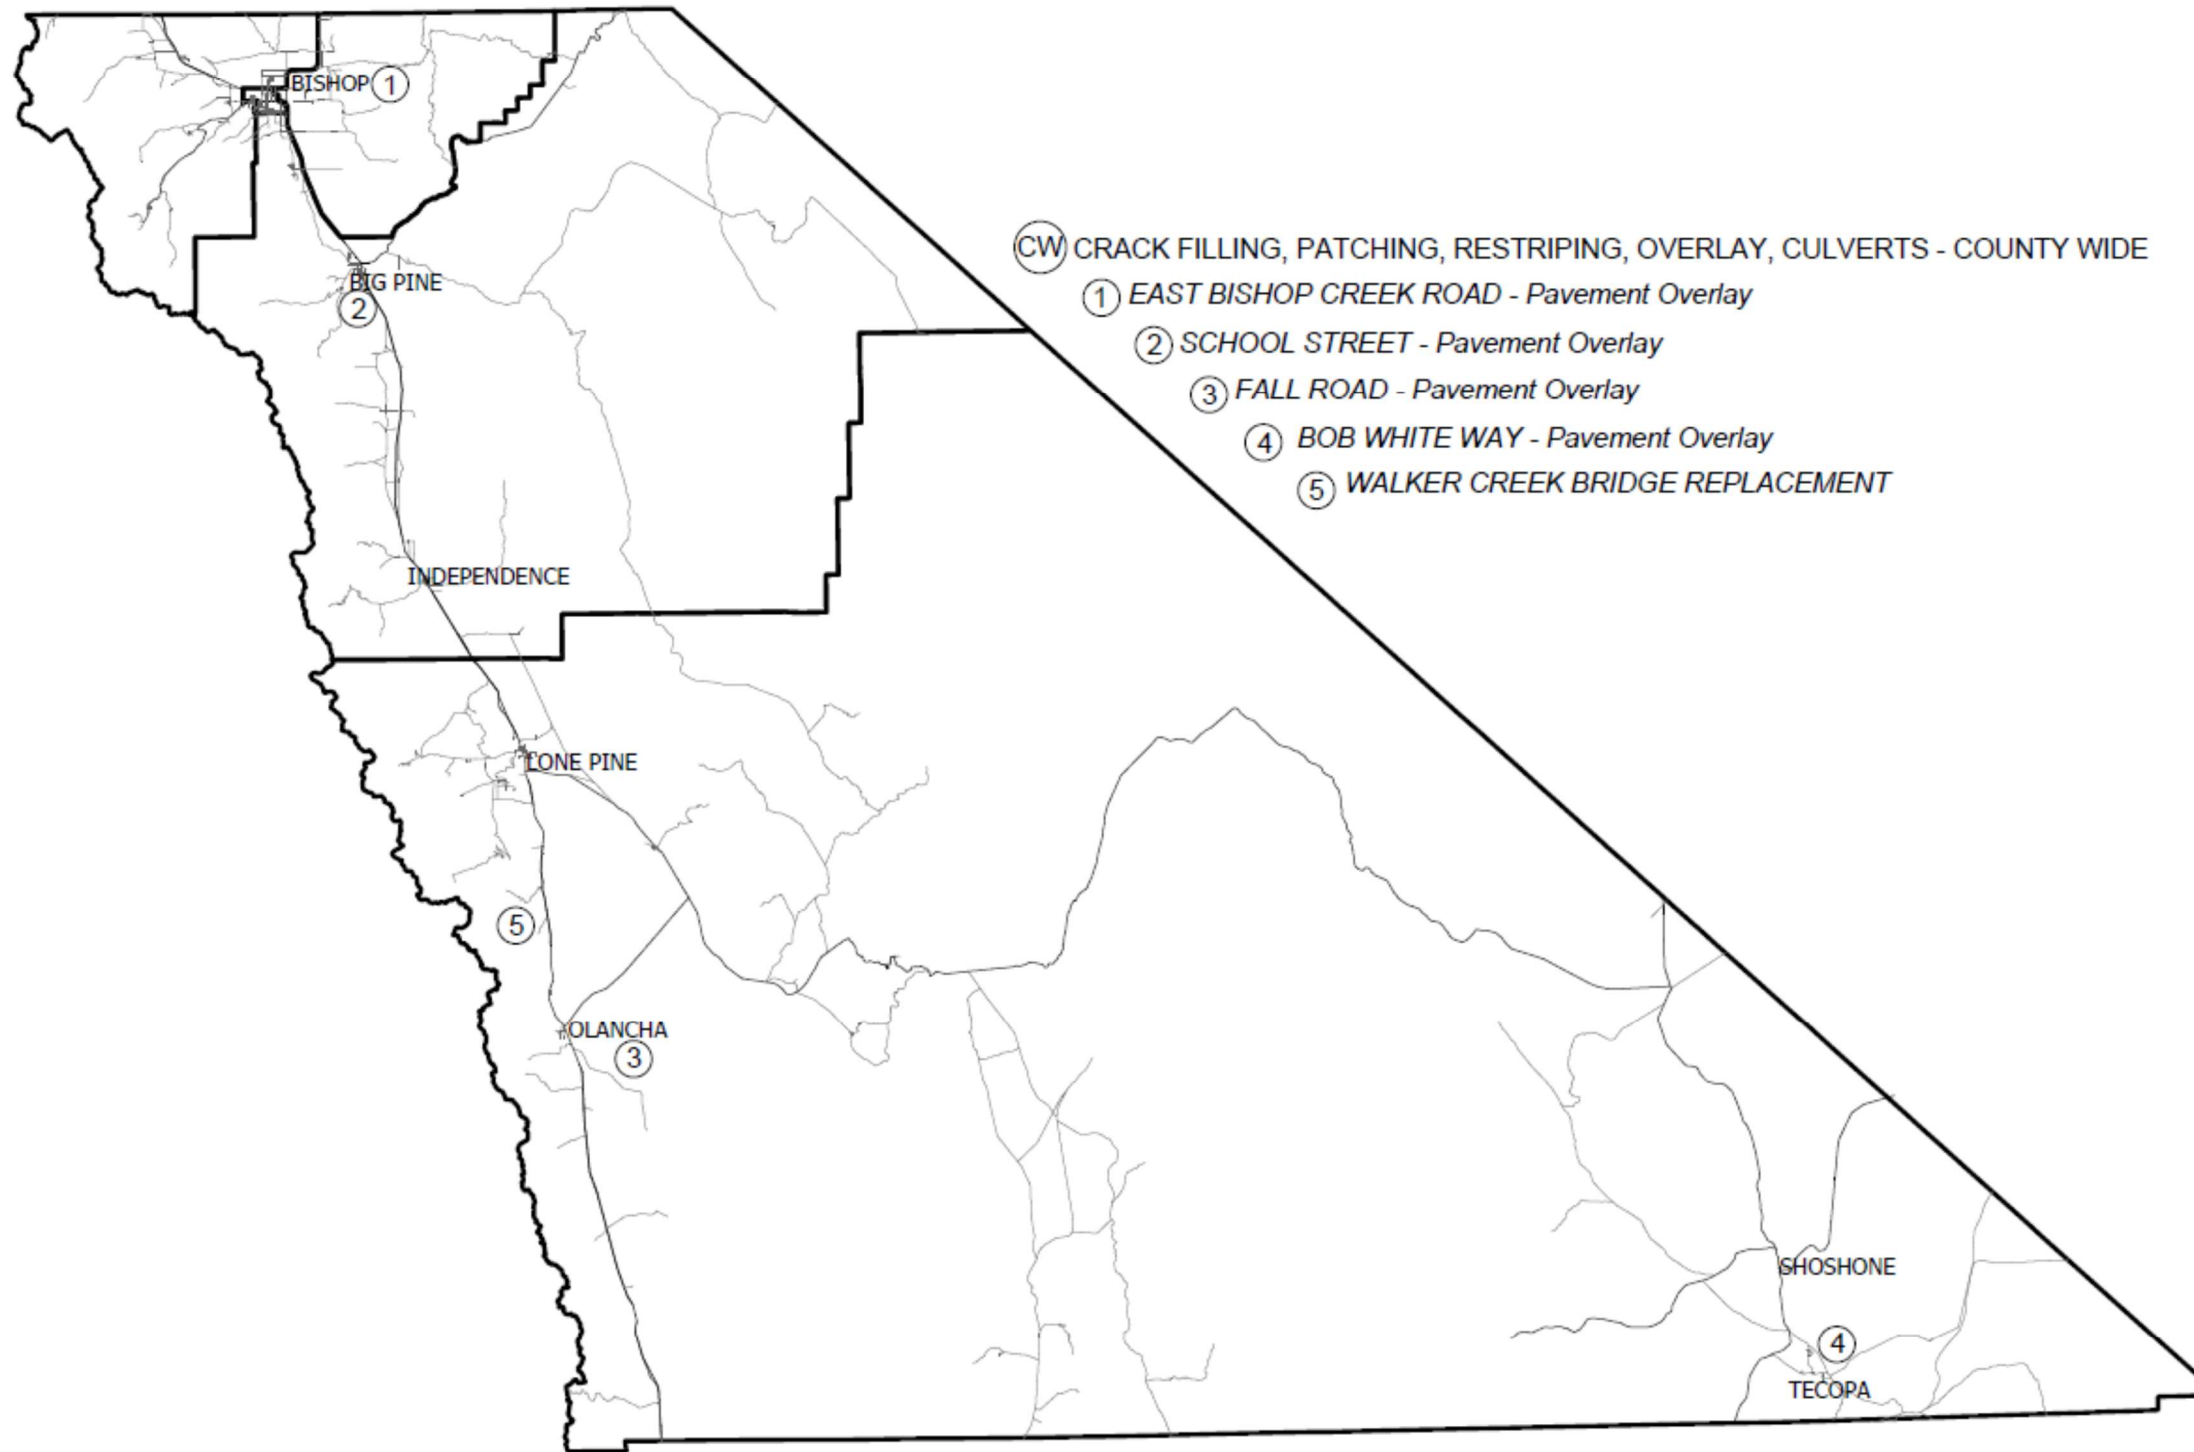 BISHOP 1
CW CRACK FILLING, PATCHING, RESTRIPING, OVERLAY, CULVERTS - COUNTY WIDE
1 EAST BISHOP CREEK ROAD - Pavement Overlay
2 SCHOOL STREET - Pavement Overlay
3 FALL ROAD - Pavement Overlay
4 BOB WHITE WAY - Pavement Overlay
5 WALKER CREEK BRIDGE REPLACEMENT
BIG PINE
2
INDEPENDENCE
LONE PINE
5
OLANCHA
3
SHOSHONE
4
TECOPA